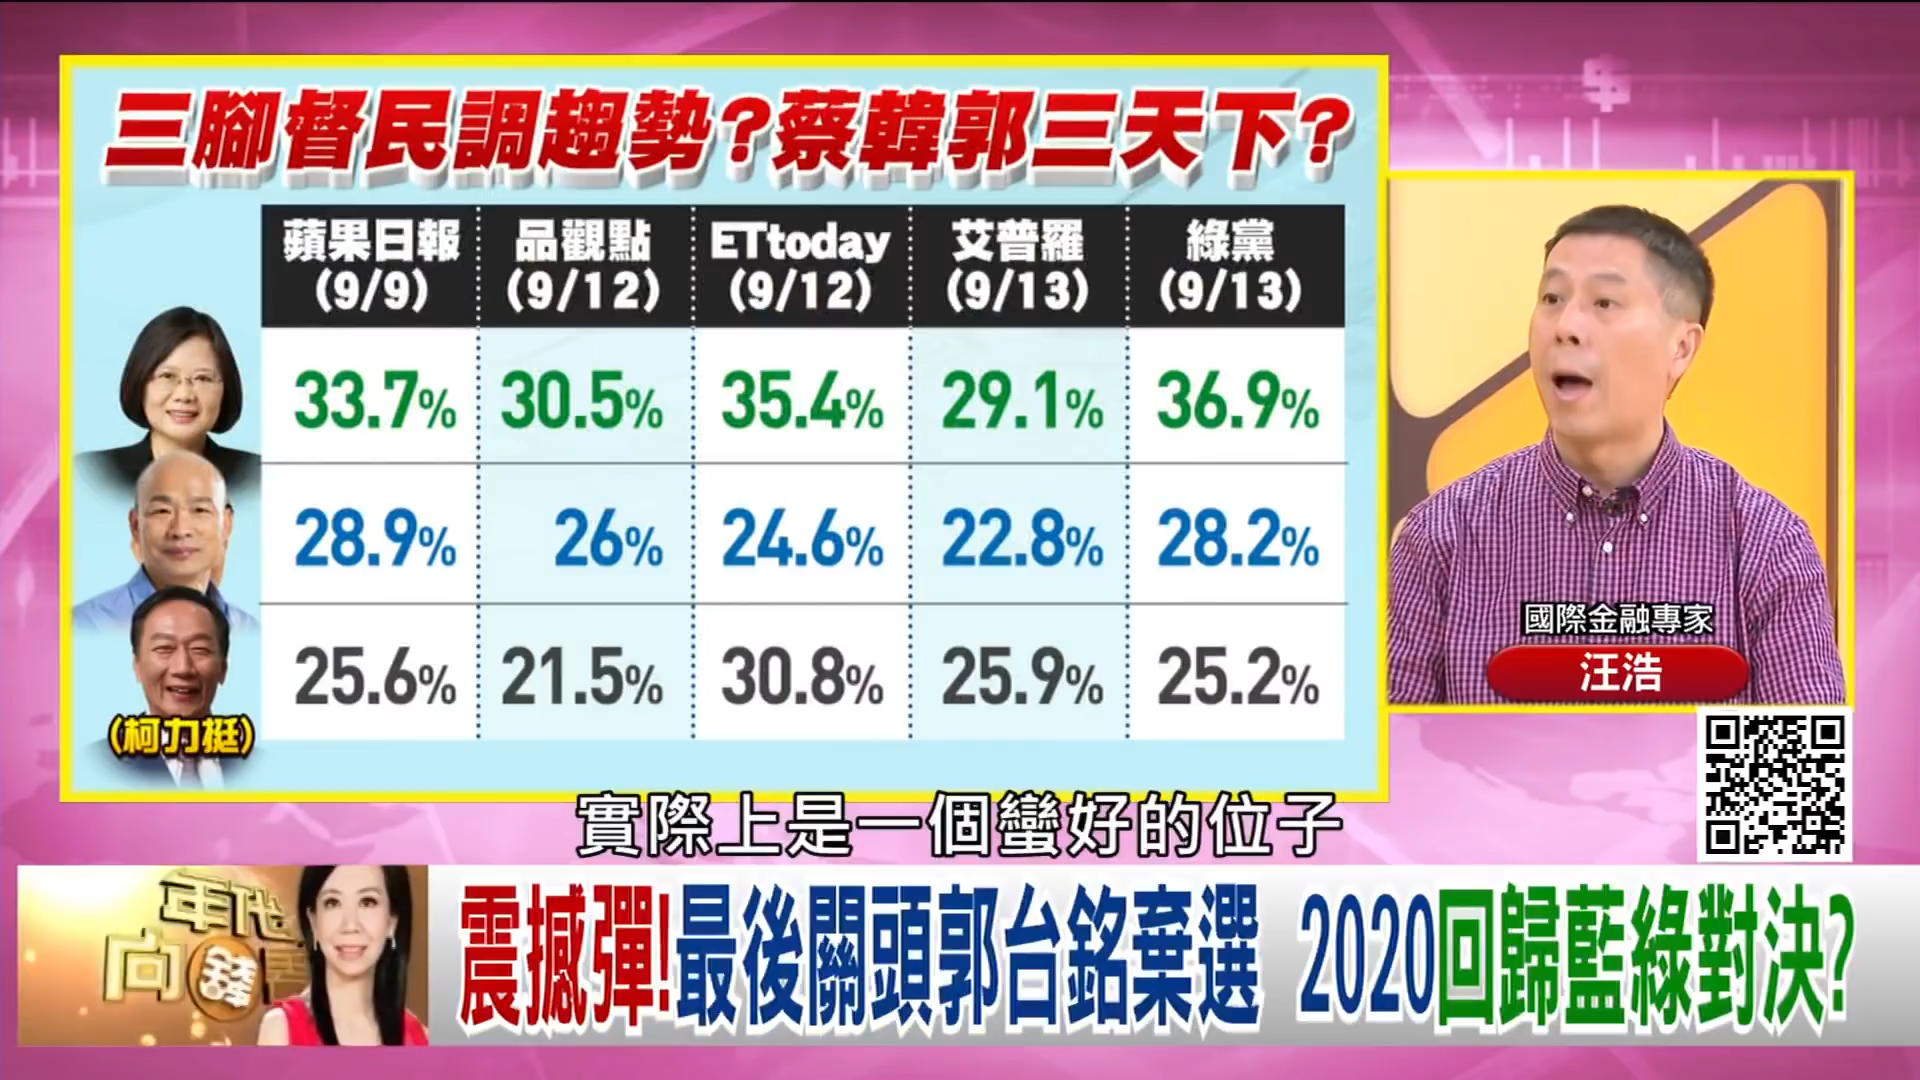 三腳督民調趨勢?蔡韓郭三天下?
蘋果日報 品觀點 ETtoday 艾普羅 綠黨
(9/9) (9/12) (9/12) (9/13) (9/13)
33.7% 30.5% 35.4% 29.1% 36.9%
28.9% 26% 24.6% 22.8% 28.2%
25.6% 21.5% 30.8% 25.9% 25.2%
(柯力挺)
國際金融專家
汪浩
實際上是一個蠻好的位子
年代
向錢看
震撼彈!最後關頭郭台銘棄選 2020回歸藍綠對決?